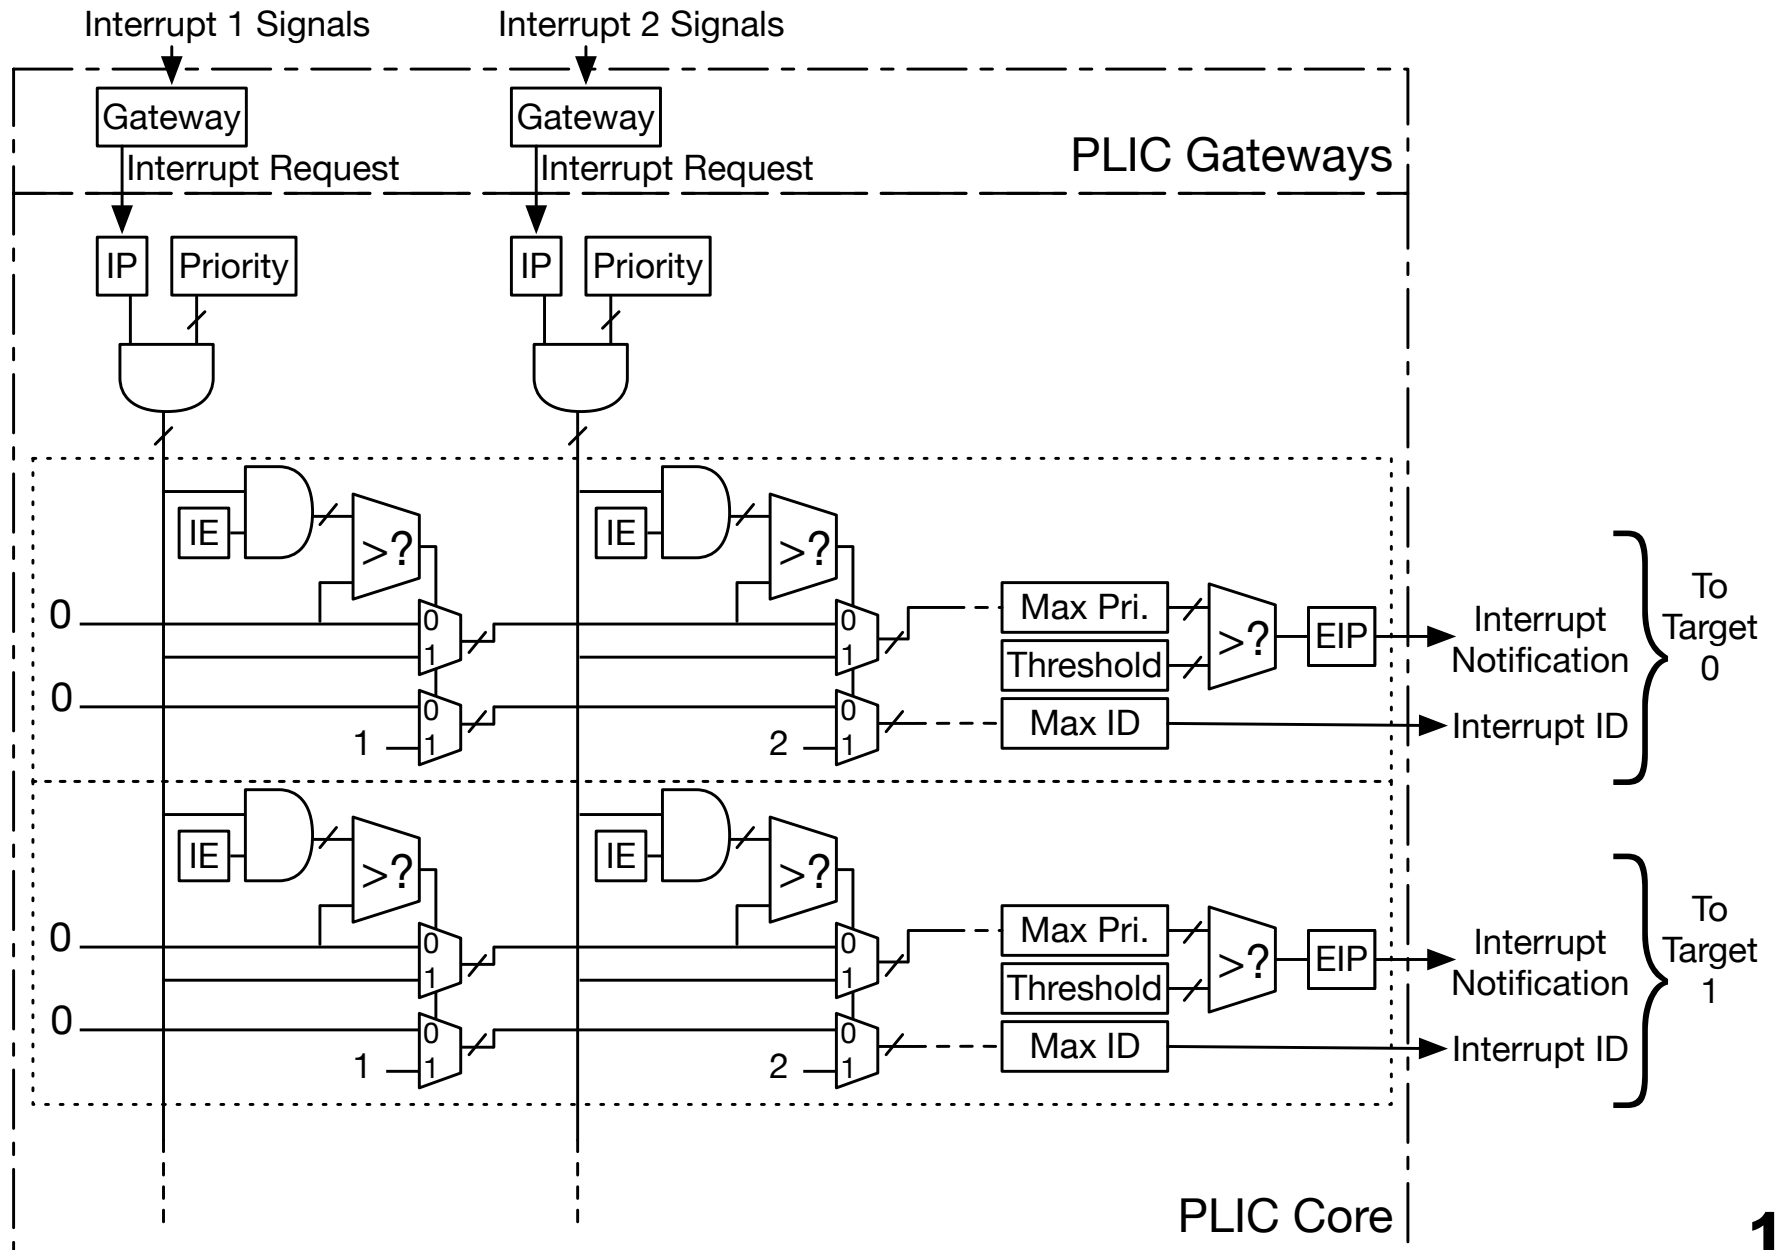 Interrupt 1 Signals
Interrupt 2 Signals
Gateway
Gateway
Interrupt Request
Interrupt Request
PLIC Gateways
IP
Priority
IP
Priority
IE
>?
IE
>?
0
0
1
0
1
Max Pri.
Threshold
>?
EIP
Interrupt
Notification
To
Target
0
0
0
1
1
0
2
1
Max ID
Interrupt ID
IE
>?
IE
>?
0
0
1
0
1
Max Pri.
Threshold
>?
EIP
Interrupt
Notification
To
Target
1
0
0
1
1
0
2
1
Max ID
Interrupt ID
PLIC Core
1